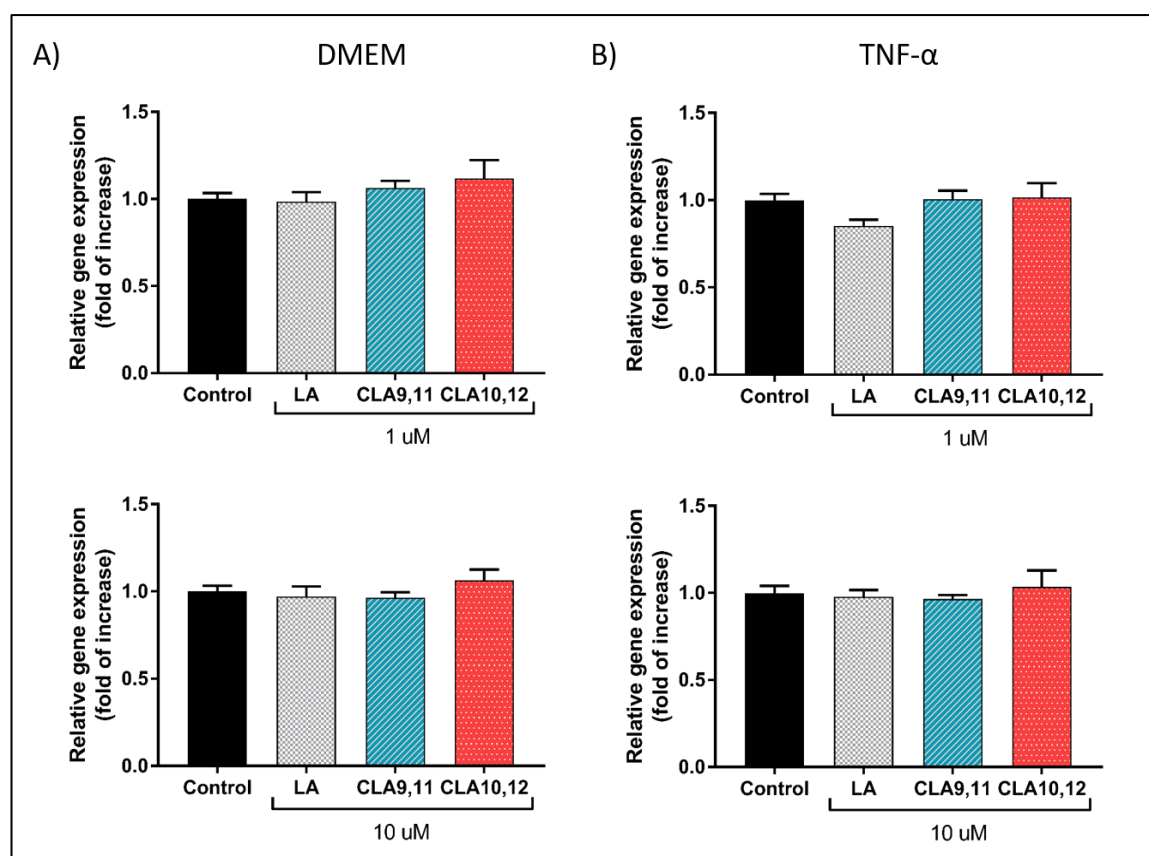 A)
DMEM
B)
TNF-α
Relative gene expression
(fold of increase)
1.5
1.0
0.5
0.0
Control
LA
CLA9,11
CLA10,12
1 uM
Relative gene expression
(fold of increase)
1.5
1.0
0.5
0.0
Control
LA
CLA9,11
CLA10,12
1 uM
Relative gene expression
(fold of increase)
1.5
1.0
0.5
0.0
Control
LA
CLA9,11
CLA10,12
10 uM
Relative gene expression
(fold of increase)
1.5
1.0
0.5
0.0
Control
LA
CLA9,11
CLA10,12
10 uM